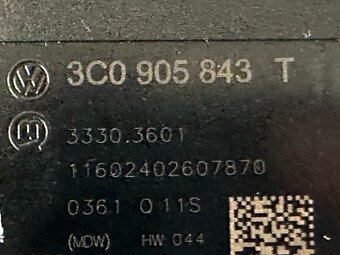 3C0 905 843 T
3330.3601
11602402607870
0361 011S
(MDW) HW 044